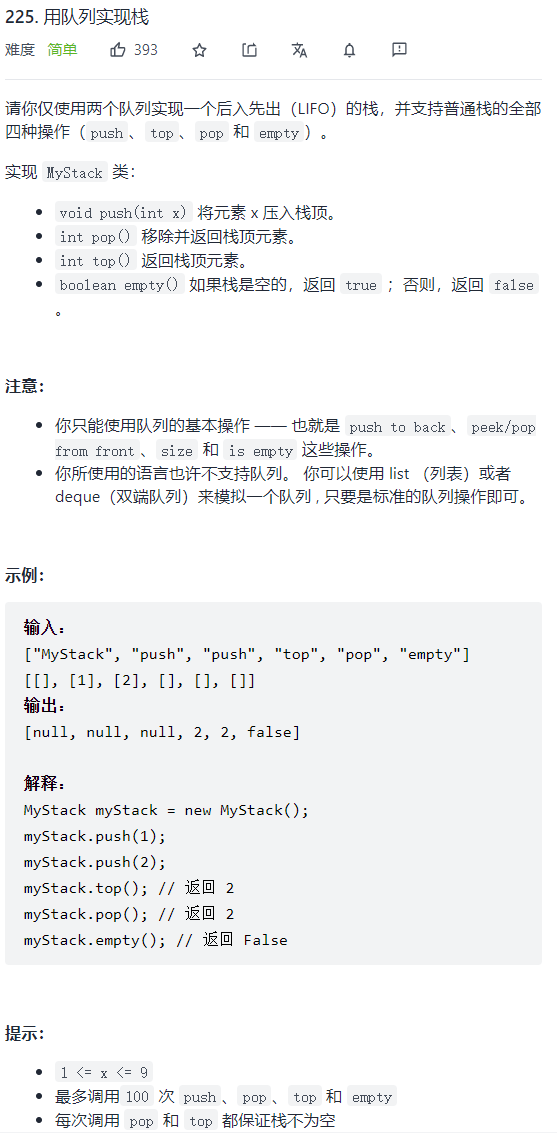 225. 用队列实现栈
难度 简单 393
请你仅使用两个队列实现一个后入先出（LIFO）的栈，并支持普通栈的全部
四种操作（push、top、pop 和 empty）。
实现 MyStack 类：
• void push(int x) 将元素 x 压入栈顶。
• int pop() 移除并返回栈顶元素。
• int top() 返回栈顶元素。
• boolean empty() 如果栈是空的，返回 true ；否则，返回 false
。
注意：
• 你只能使用队列的基本操作 —— 也就是 push to back、peek/pop
from front、size 和 is empty 这些操作。
• 你所使用的语言也许不支持队列。 你可以使用 list （列表）或者
deque（双端队列）来模拟一个队列 , 只要是标准的队列操作即可。
示例：
输入：
["MyStack", "push", "push", "top", "pop", "empty"]
[[], [1], [2], [], [], []]
输出：
[null, null, null, 2, 2, false]
解释：
MyStack myStack = new MyStack();
myStack.push(1);
myStack.push(2);
myStack.top(); // 返回 2
myStack.pop(); // 返回 2
myStack.empty(); // 返回 False
提示：
• 1 <= x <= 9
• 最多调用100 次 push、pop、top 和 empty
• 每次调用 pop 和 top 都保证栈不为空